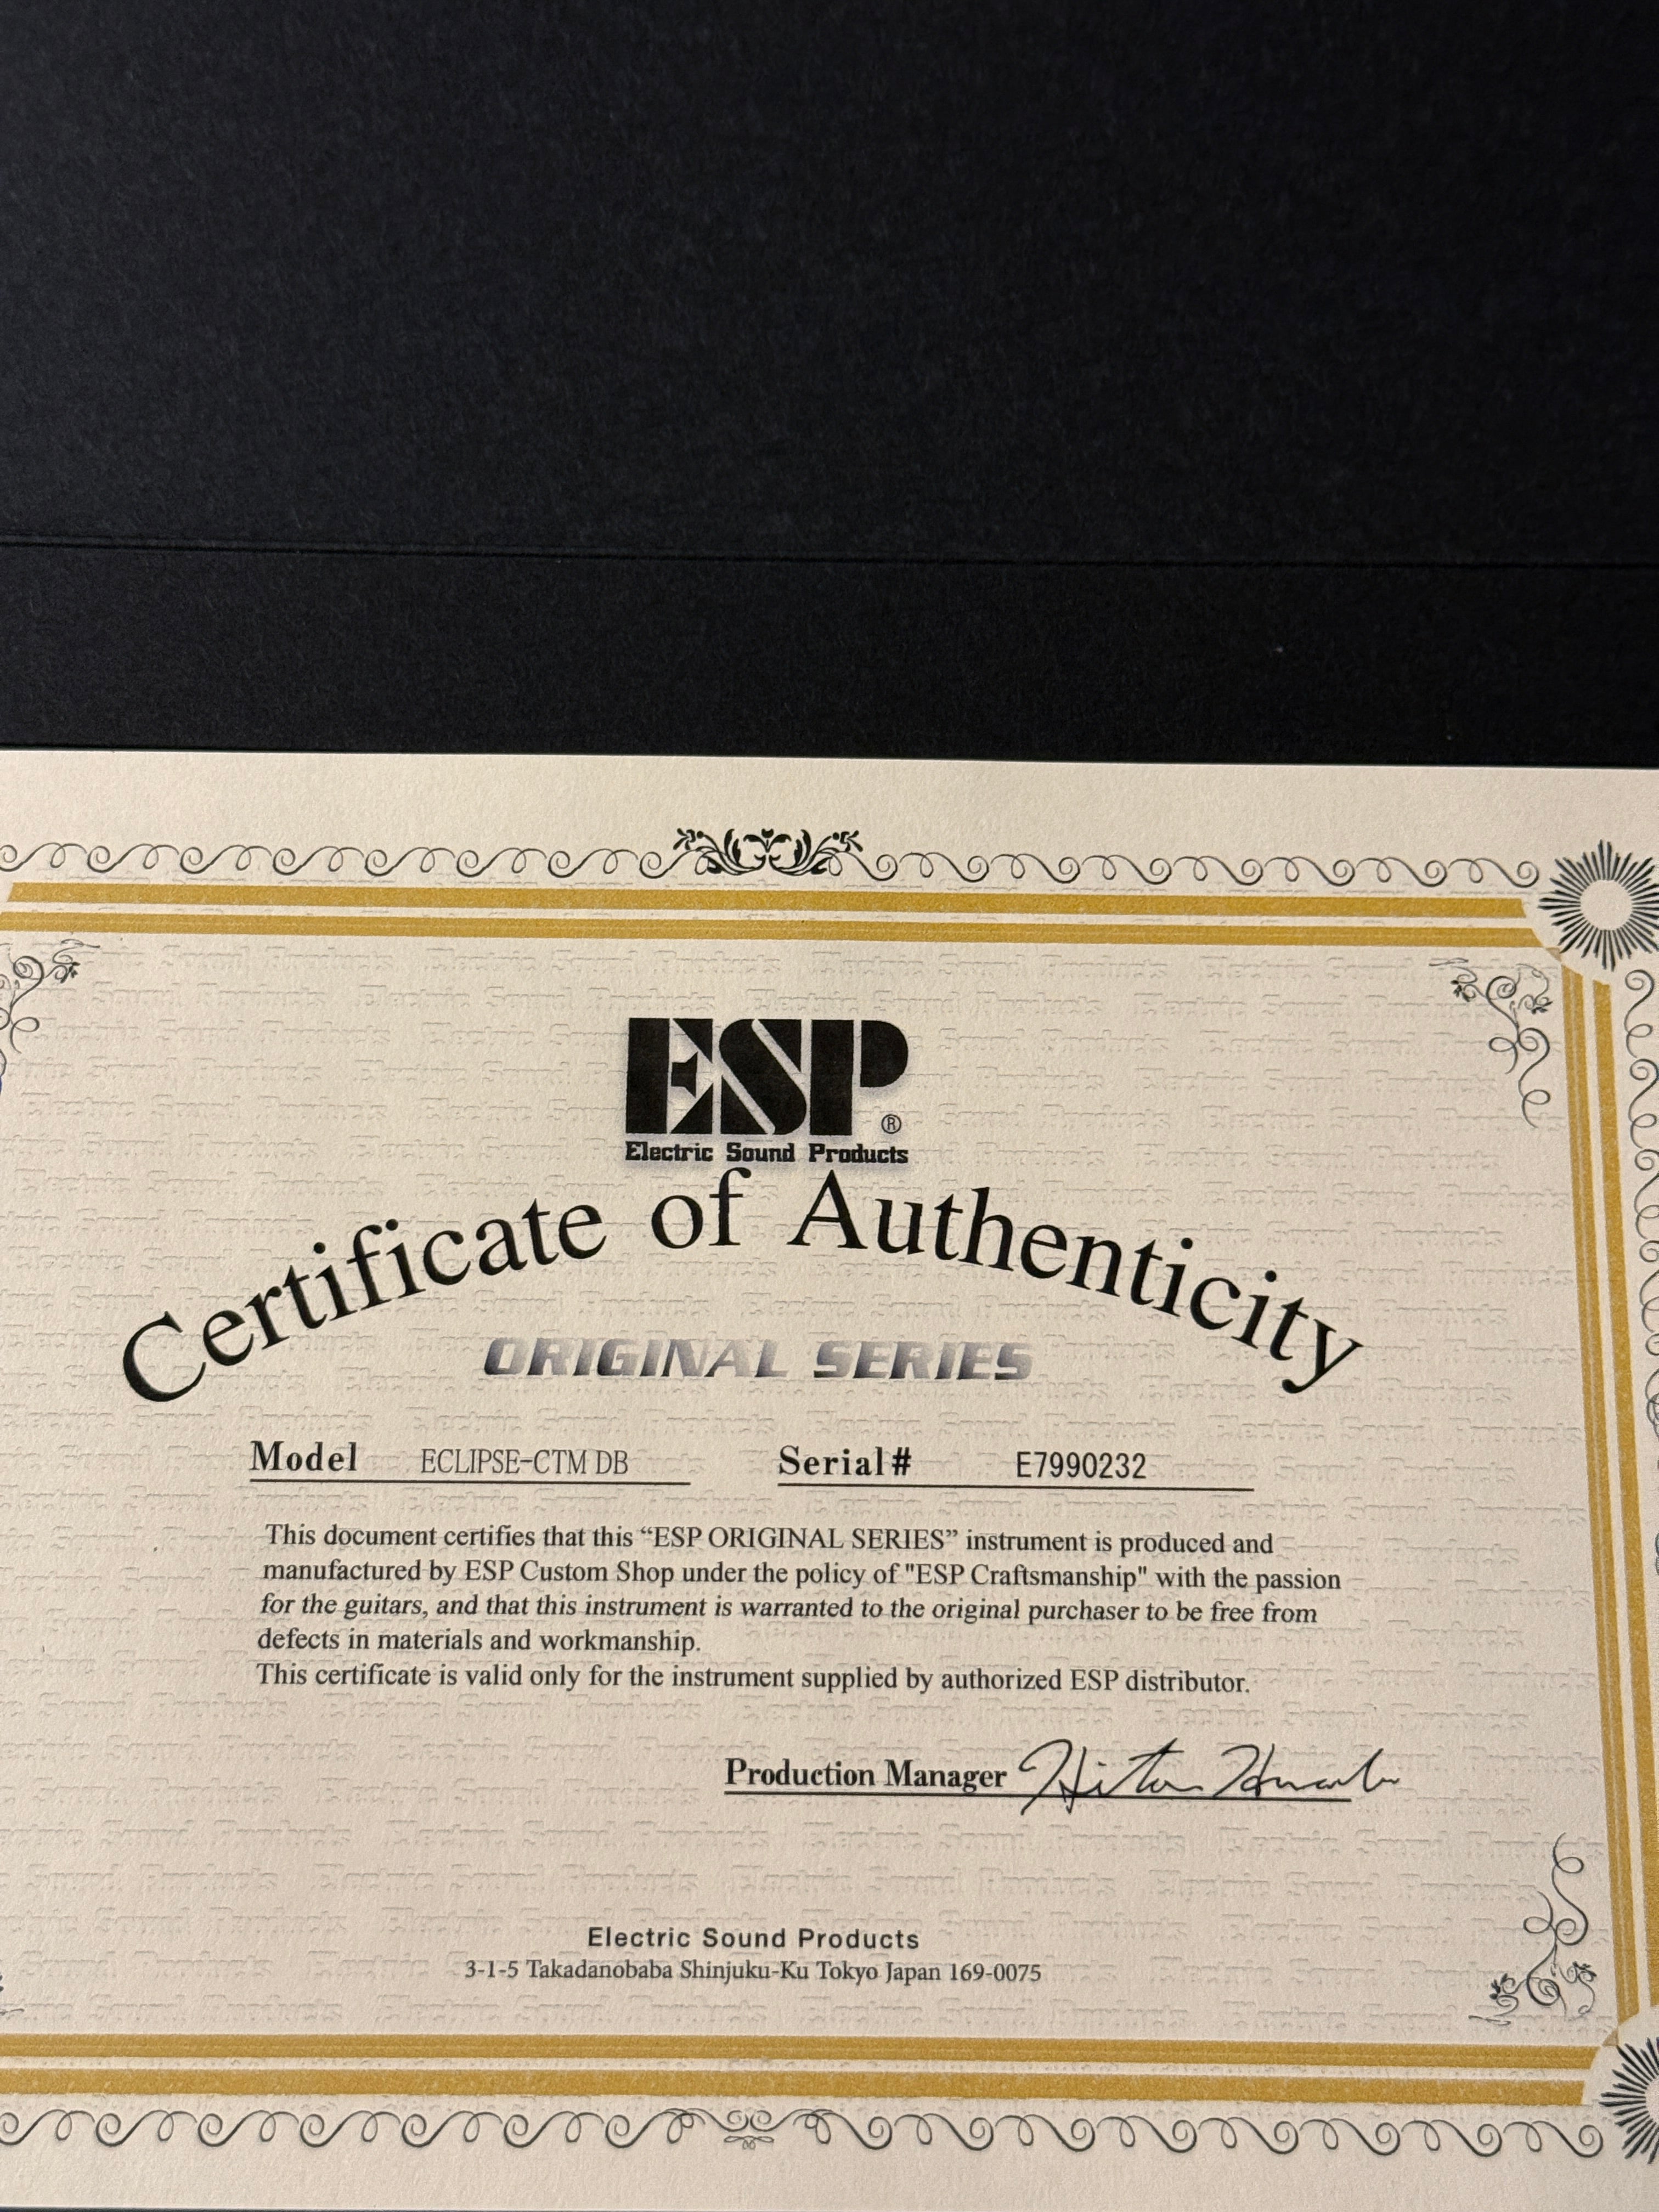 ESP®
Electric Sound Products
Certificate of Authenticity
ORIGINAL SERIES
Model ECLIPSE-CTM DB Serial# E7990232
This document certifies that this “ESP ORIGINAL SERIES” instrument is produced and
manufactured by ESP Custom Shop under the policy of "ESP Craftsmanship" with the passion
for the guitars, and that this instrument is warranted to the original purchaser to be free from
defects in materials and workmanship.
This certificate is valid only for the instrument supplied by authorized ESP distributor.
Production Manager
Electric Sound Products
3-1-5 Takadanobaba Shinjuku-Ku Tokyo Japan 169-0075